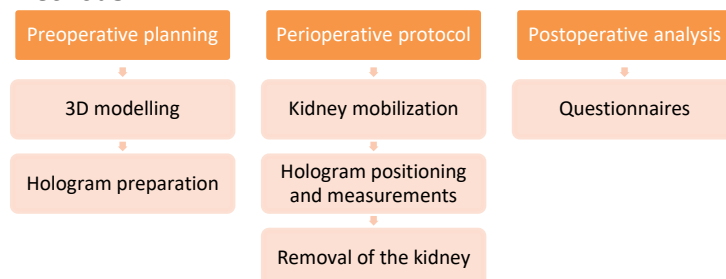 Preoperative planning
3D modelling
Hologram preparation
Perioperative protocol
Kidney mobilization
Hologram positioning
and measurements
Removal of the kidney
Postoperative analysis
Questionnaires